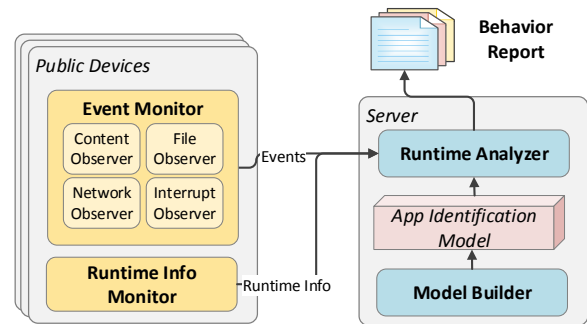 Public Devices
Event Monitor
Content
Observer
File
Observer
Network
Observer
Interrupt
Observer
Runtime Info
Monitor
Events
Runtime Info
Behavior
Report
Server
Runtime Analyzer
App Identification
Model
Model Builder